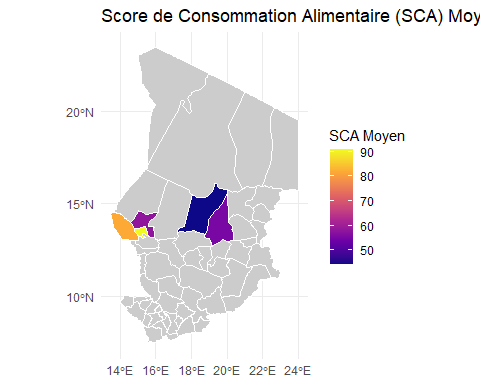 Score de Consommation Alimentaire (SCA) Moy
20°N
15°N
10°N
14°E 16°E 18°E 20°E 22°E 24°E
SCA Moyen
90
80
70
60
50